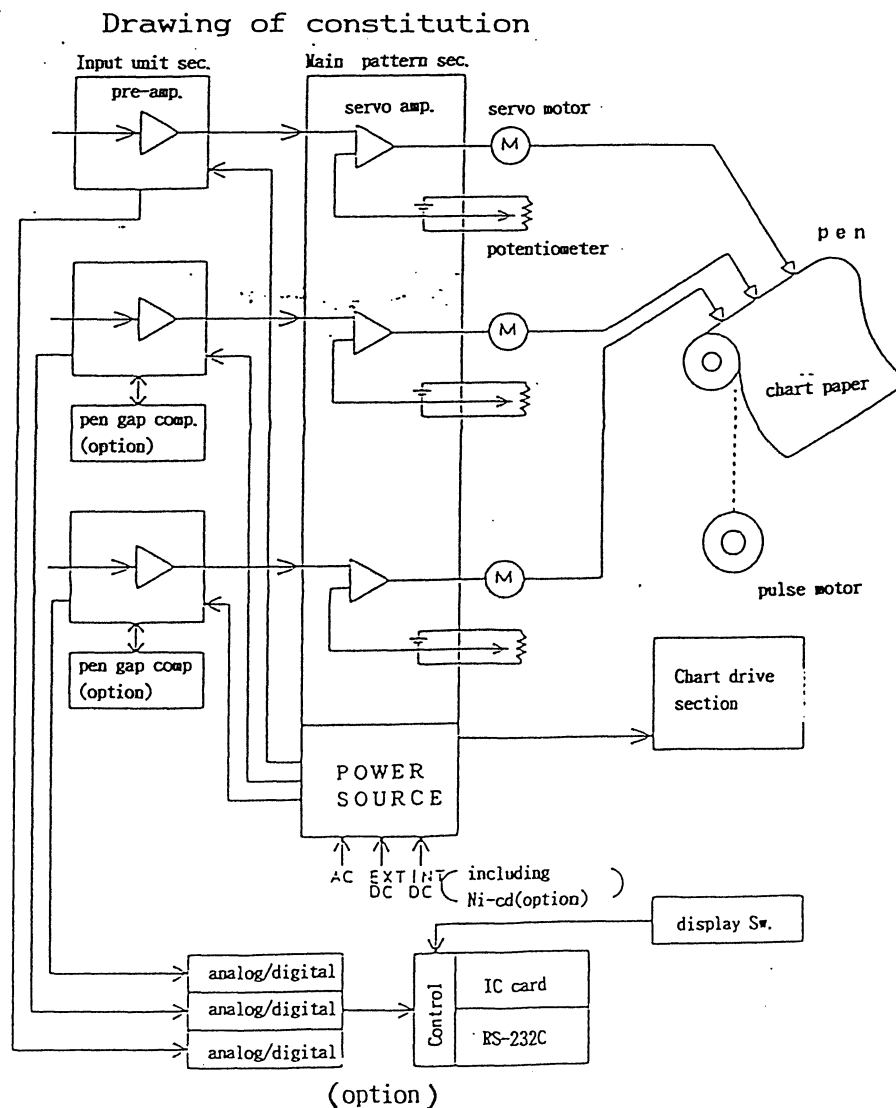 Drawing of constitution
Input unit sec.
Main pattern sec.
pre-amp.
servo amp.
servo motor
M
potentiometer
pen
M
chart paper
pen gap comp.
(option)
M
pulse motor
pen gap comp
(option)
Chart drive
section
POWER
SOURCE
AC
EXT
DC
INT
DC
(including
Ni-cd(option))
display Sw.
analog/digital
analog/digital
analog/digital
Control
IC card
RS-232C
(option)